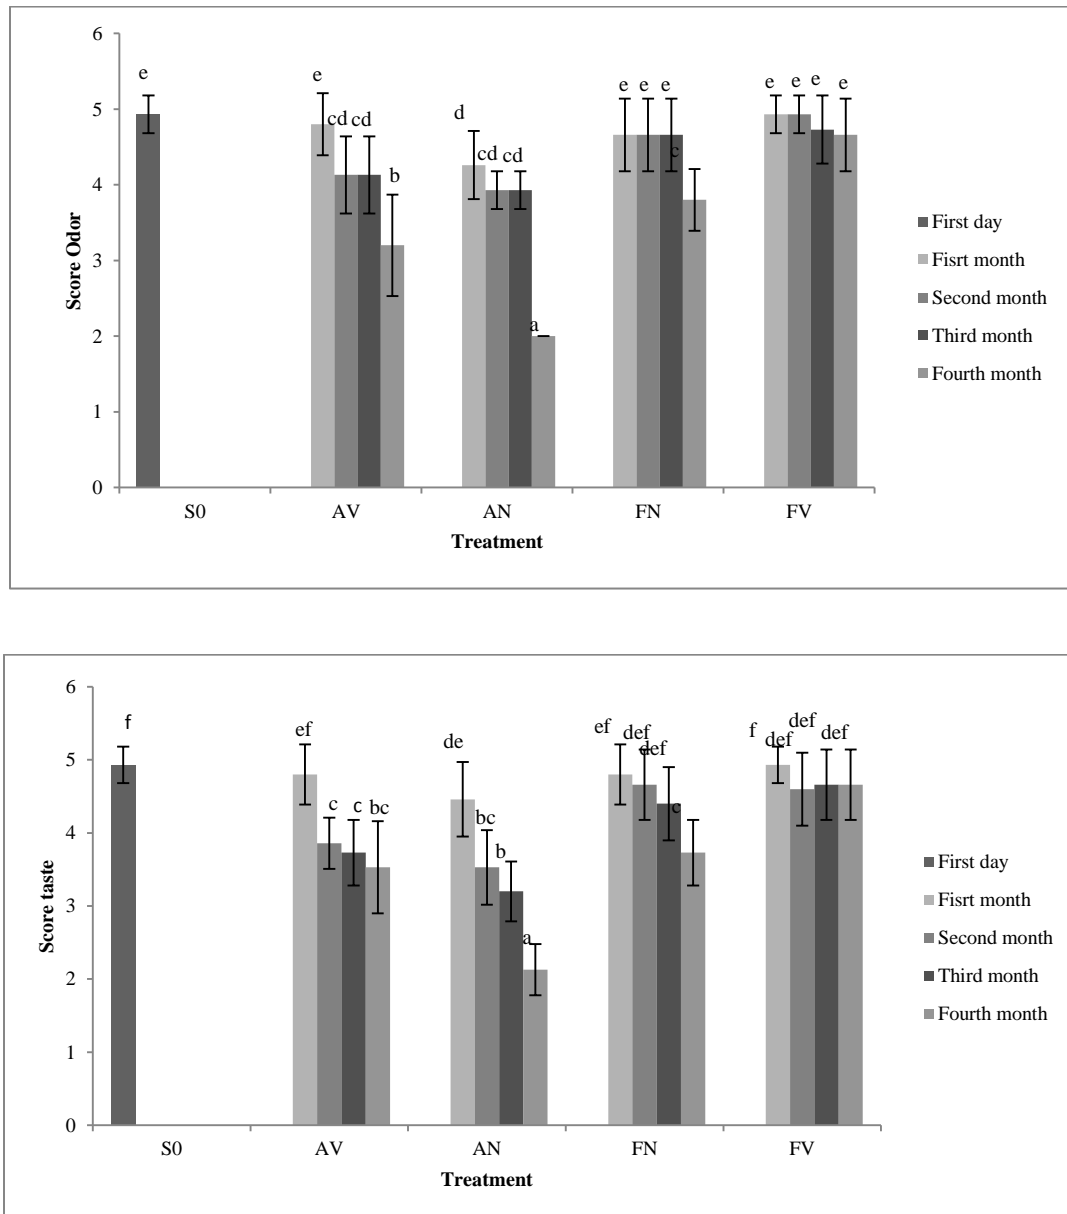 6
5
4
3
2
1
0
Score Odor
e
e
cd cd
b
d
cd cd
a
e e e
c
e e e e
S0 AV AN FN FV
Treatment
First day
Fisrt month
Second month
Third month
Fourth month
6
5
4
3
2
1
0
Score taste
f
ef
c c bc
de
bc
b
a
ef
def
def
c
f
def
def
def
S0 AV AN FN FV
Treatment
First day
Fisrt month
Second month
Third month
Fourth month